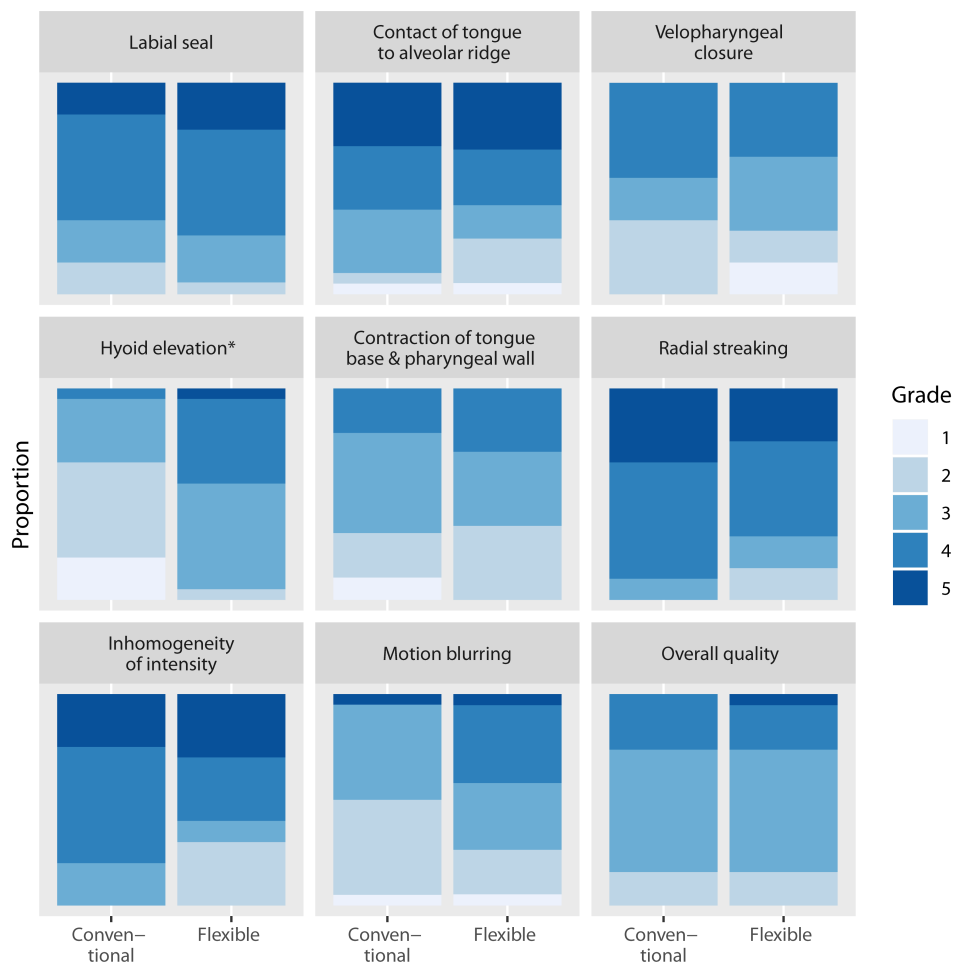 Labial seal
Contact of tongue
to alveolar ridge
Velopharyngeal
closure
Hyoid elevation*
Contraction of tongue
base & pharyngeal wall
Radial streaking
Inhomogeneity
of intensity
Motion blurring
Overall quality
Proportion
Conven−
tional
Flexible
Conven−
tional
Flexible
Conven−
tional
Flexible
Grade
1
2
3
4
5